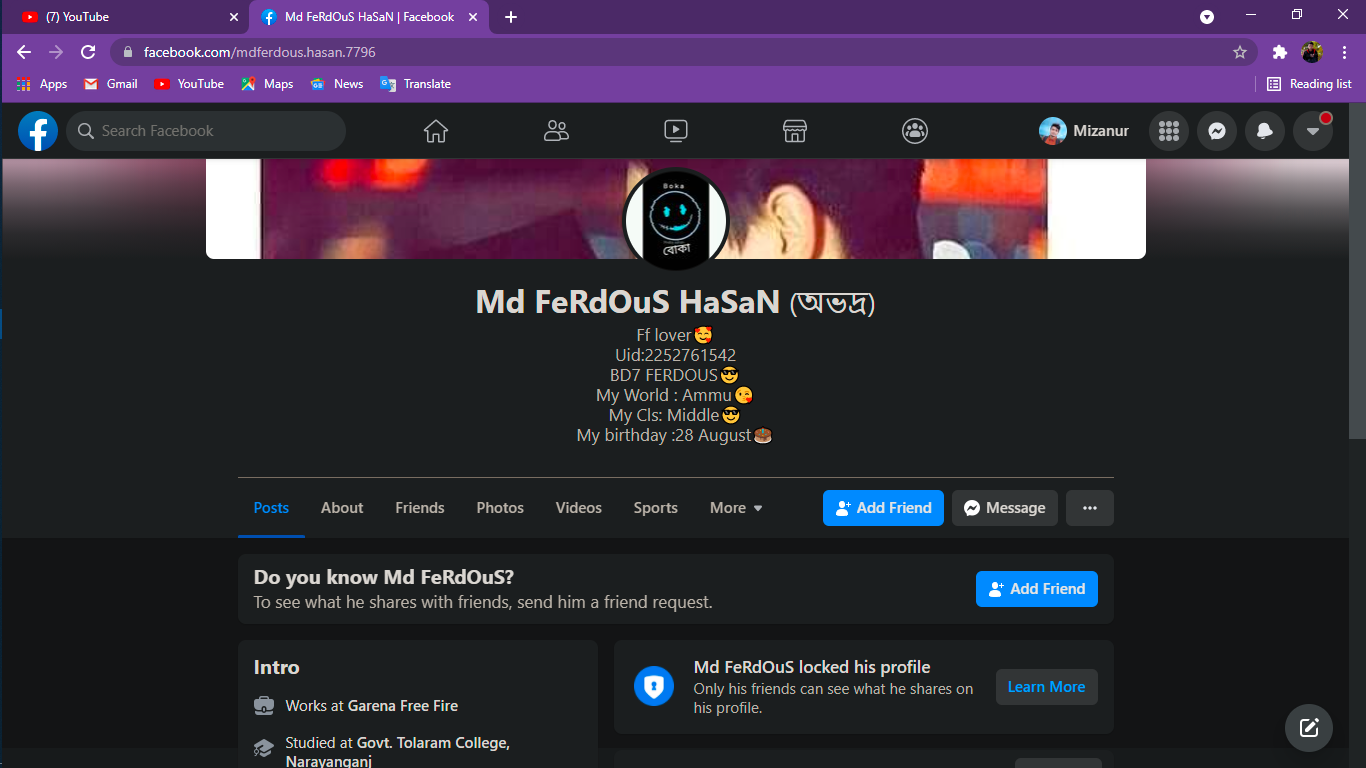 (7) YouTube
Md FeRdOuS HaSaN | Facebook
facebook.com/mdferdous.hasan.7796
Apps Gmail YouTube Maps News Translate Reading list
Search Facebook
Mizanur
Boka
বোকা
Md FeRdOuS HaSaN (অভদ্র)
Ff lover🥰
Uid:2252761542
BD7 FERDOUS😎
My World : Ammu😘
My Cls: Middle😎
My birthday :28 August🎂
Posts About Friends Photos Videos Sports More Add Friend Message
Do you know Md FeRdOuS?
To see what he shares with friends, send him a friend request.
Add Friend
Intro
Works at Garena Free Fire
Studied at Govt. Tolaram College,
Narayanganj
Md FeRdOuS locked his profile
Only his friends can see what he shares on
his profile.
Learn More